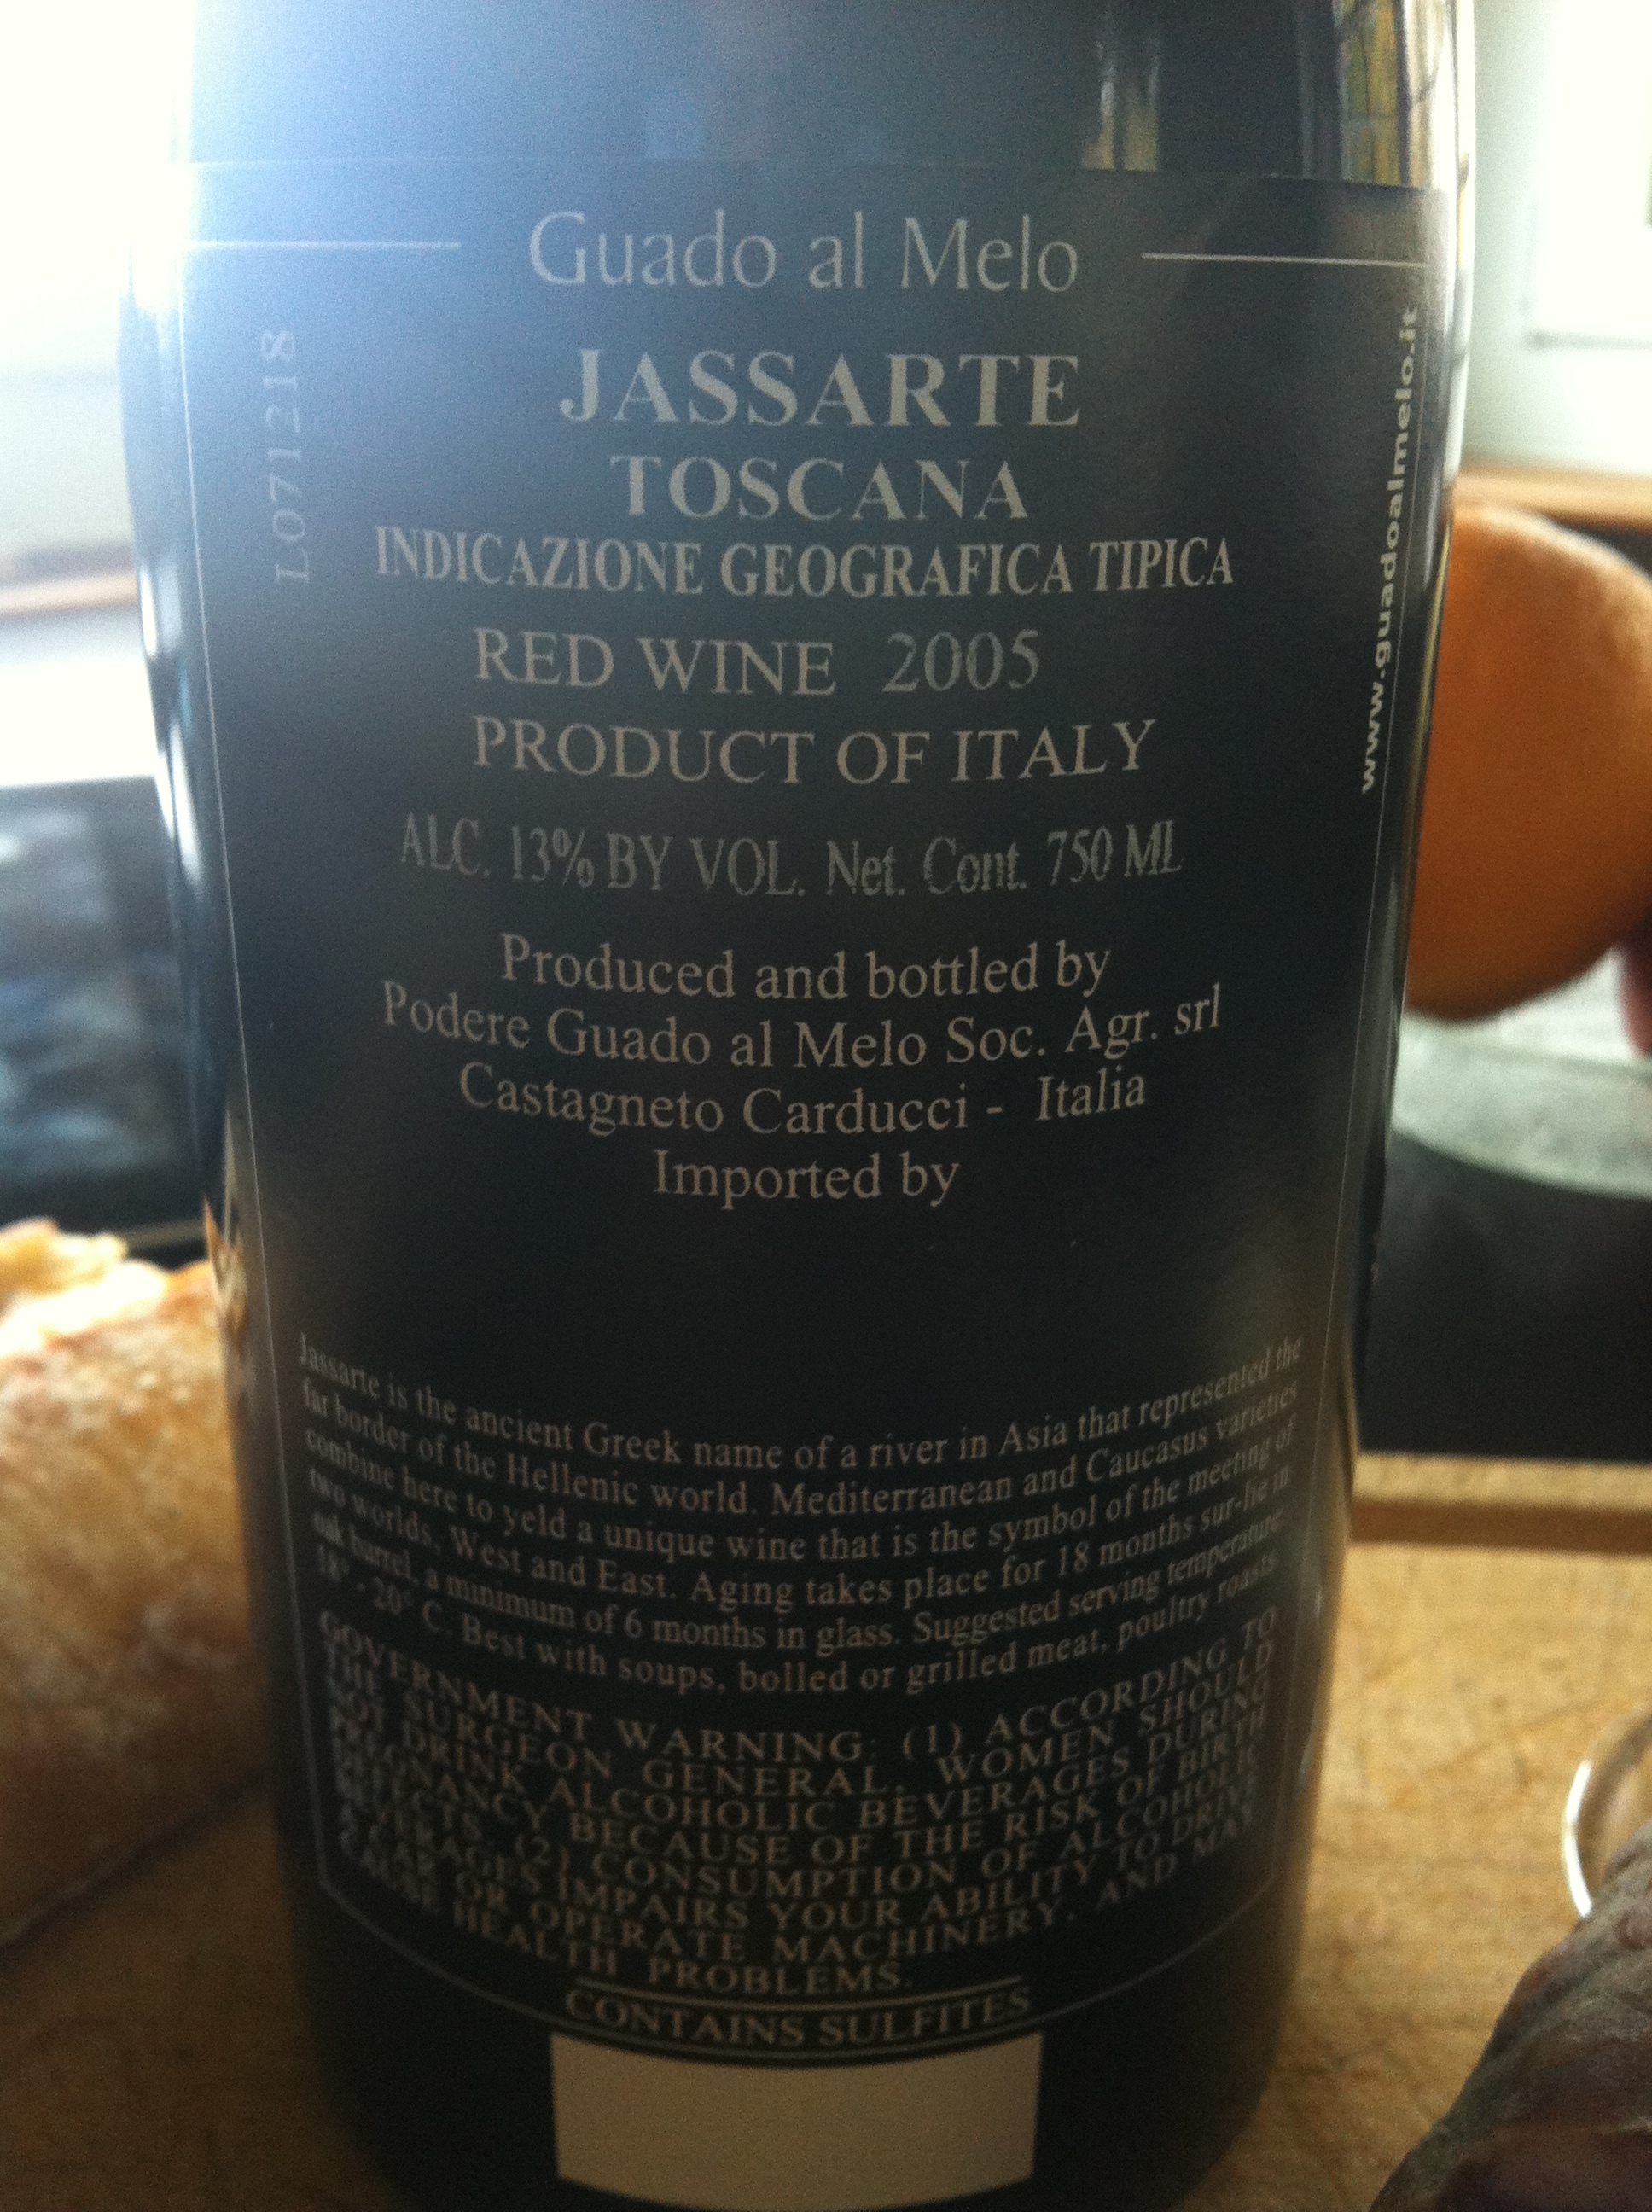 Guado al Melo
JASSARTE
TOSCANA
INDICAZIONE GEOGRAFICA TIPICA
RED WINE 2005
PRODUCT OF ITALY
ALC. 13% BY VOL. Net. Cont. 750 ML
Produced and bottled by
Podere Guado al Melo Soc. Agr. srl
Castagneto Carducci - Italia
Imported by
Jassarte is the ancient Greek name of a river in Asia that represented the
far border of the Hellenic world. Mediterranean and Caucasus varieties
combine here to yeld a unique wine that is the symbol of the meeting of
two worlds, West and East. Aging takes place for 18 months sur-lie in
oak barrel, a minimum of 6 months in glass. Suggested serving temperature:
18° - 20° C. Best with soups, bolled or grilled meat, poultry roasts.
GOVERNMENT WARNING: (1) ACCORDING TO
THE SURGEON GENERAL, WOMEN SHOULD
NOT DRINK ALCOHOLIC BEVERAGES DURING
PREGNANCY BECAUSE OF THE RISK OF BIRTH
DEFECTS. (2) CONSUMPTION OF ALCOHOLIC
BEVERAGES IMPAIRS YOUR ABILITY TO DRIVE
A CAR OR OPERATE MACHINERY, AND MAY
CAUSE HEALTH PROBLEMS.
CONTAINS SULFITES
L071218
www.guadoalmelo.it